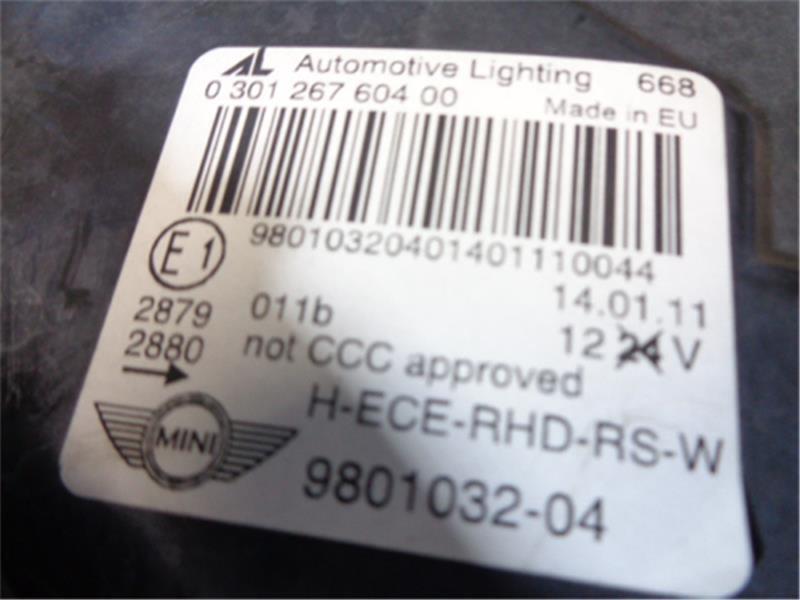 AL Automotive Lighting 668
0 301 267 604 00 Made in EU
98010320401401110044
E1
2879 011b 14.01.11
2880 not CCC approved 12 24 V
H-ECE-RHD-RS-W
MINI
9801032-04